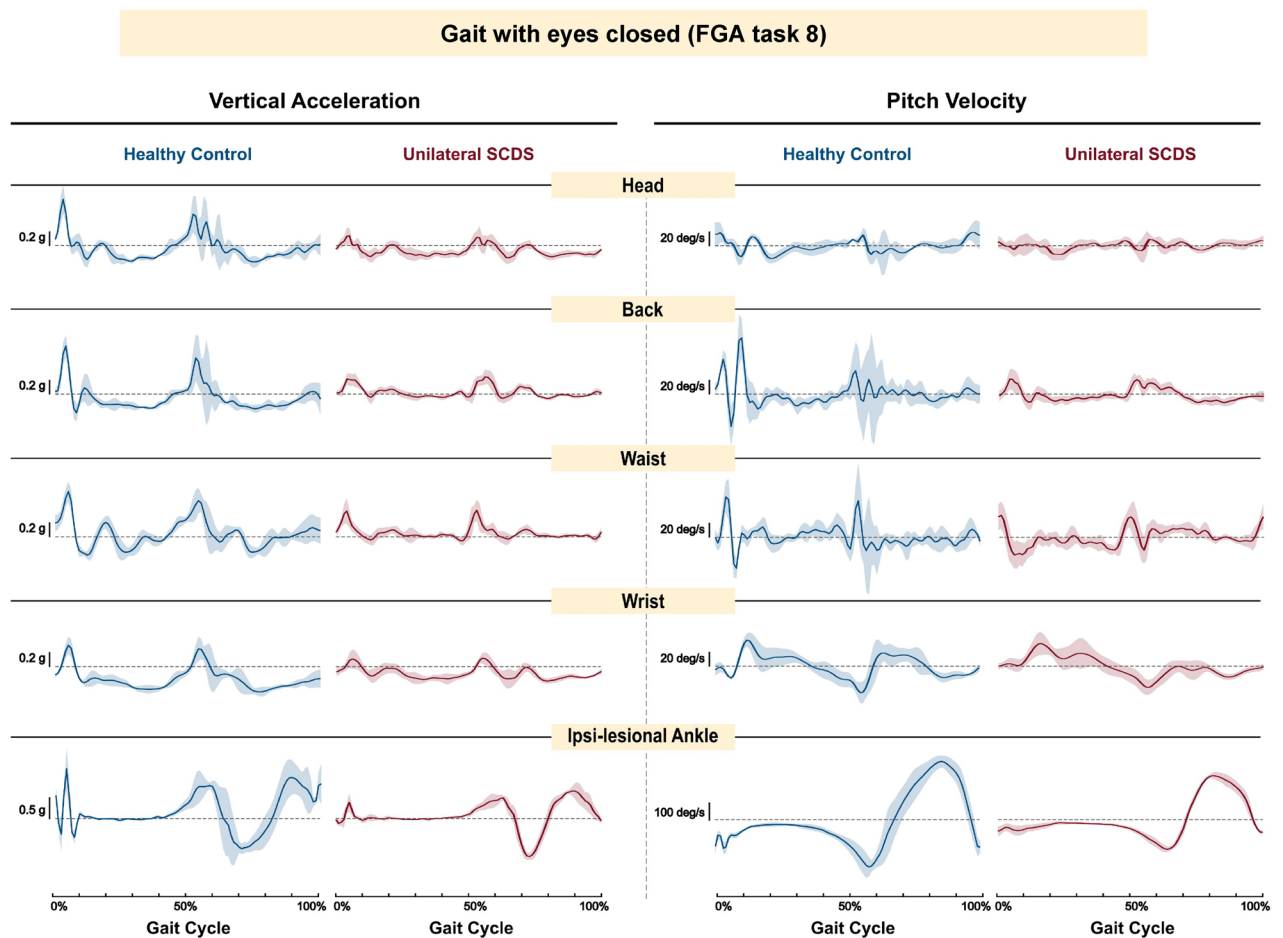 Gait with eyes closed (FGA task 8)
Vertical Acceleration Pitch Velocity
Healthy Control Unilateral SCDS Healthy Control Unilateral SCDS
Head
0.2 g 20 deg/s
Back
0.2 g 20 deg/s
Waist
0.2 g 20 deg/s
Wrist
0.2 g 20 deg/s
Ipsi-lesional Ankle
0.5 g 100 deg/s
0% 50% 100% 0% 50% 100% 0% 50% 100% 0% 50% 100%
Gait Cycle Gait Cycle Gait Cycle Gait Cycle